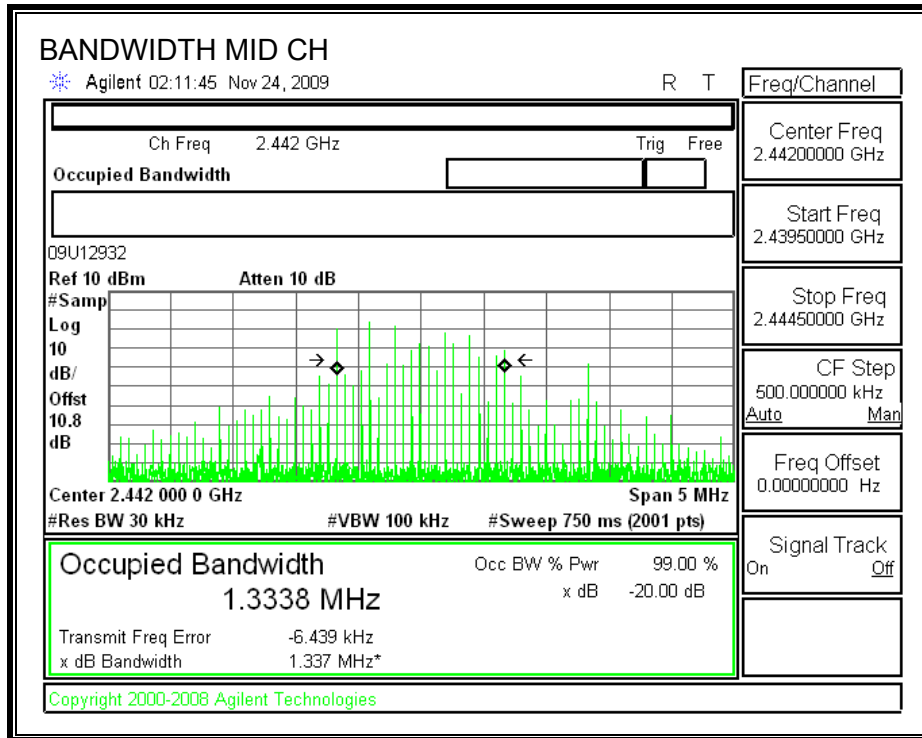 BANDWIDTH MID CH
Agilent 02:11:45 Nov 24, 2009 R T
Freq/Channel
Ch Freq 2.442 GHz Trig Free
Occupied Bandwidth
Center Freq
2.44200000 GHz
Start Freq
2.43950000 GHz
Stop Freq
2.44450000 GHz
CF Step
500.000000 kHz
Auto Man
Freq Offset
0.00000000 Hz
Signal Track
On Off
09U12932
Ref 10 dBm Atten 10 dB
#Samp
Log
10
dB/
Offst
10.8
dB
Center 2.442 000 0 GHz Span 5 MHz
#Res BW 30 kHz #VBW 100 kHz #Sweep 750 ms (2001 pts)
Occupied Bandwidth
1.3338 MHz
Occ BW % Pwr 99.00 %
x dB -20.00 dB
Transmit Freq Error -6.439 kHz
x dB Bandwidth 1.337 MHz*
Copyright 2000-2008 Agilent Technologies